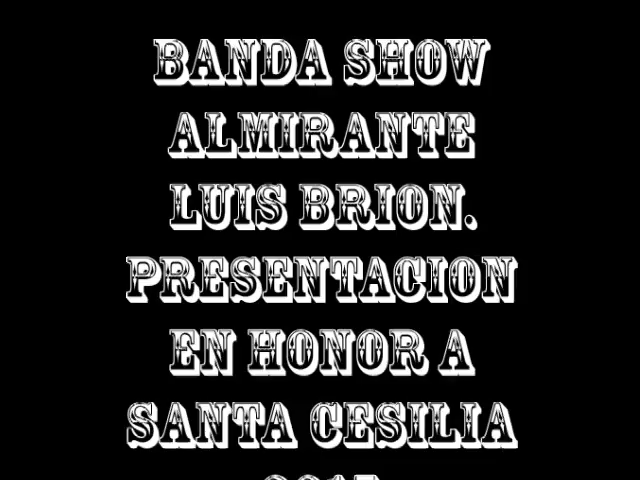 BANDA SHOW
ALMIRANTE
LUIS BRION.
PRESENTACION
EN HONOR A
SANTA CESILIA